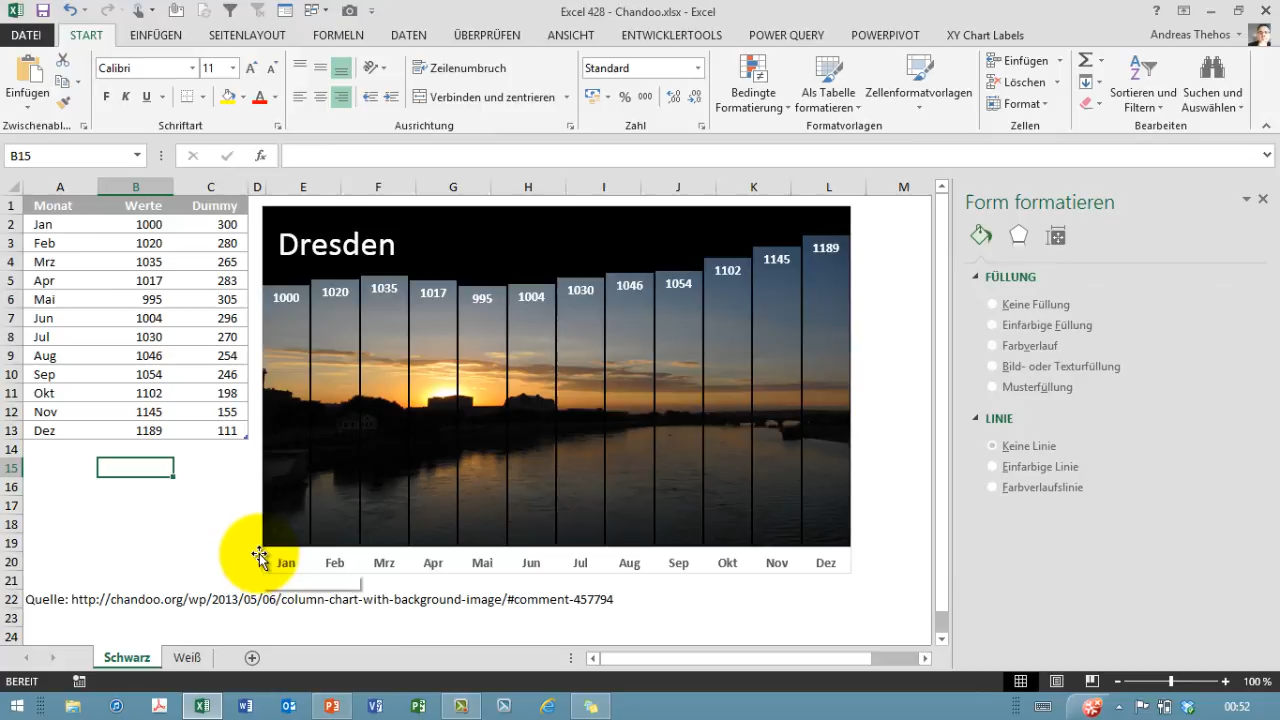 Excel 428 - Chandoo.xlsx - Excel
DATEI START EINFÜGEN SEITENLAYOUT FORMELN DATEN ÜBERPRÜFEN ANSICHT ENTWICKLERTOOLS POWER QUERY POWERPIVOT XY Chart Labels Andreas Thehos
Calibri 11 Zeilenumbruch Standard Einfügen
Einfügen F K U Verbinden und zentrieren % 000 Bedingte Formatierung Als Tabelle formatieren Zellenformatvorlagen Löschen Sortieren und Filtern Suchen und Auswählen
Format
Zwischenabl... Schriftart Ausrichtung Zahl Formatvorlagen Zellen Bearbeiten
B15 fx
A B C D E F G H I J K L M
1 Monat Werte Dummy
2 Jan 1000 300
3 Feb 1020 280
4 Mrz 1035 265
5 Apr 1017 283
6 Mai 995 305
7 Jun 1004 296
8 Jul 1030 270
9 Aug 1046 254
10 Sep 1054 246
11 Okt 1102 198
12 Nov 1145 155
13 Dez 1189 111
14
15
16
17
18
19
20
21
22 Quelle: http://chandoo.org/wp/2013/05/06/column-chart-with-background-image/#comment-457794
23
24
Dresden
1000 1020 1035 1017 995 1004 1030 1046 1054 1102 1145 1189
Jan Feb Mrz Apr Mai Jun Jul Aug Sep Okt Nov Dez
Form formatieren
FÜLLUNG
Keine Füllung
Einfarbige Füllung
Farbverlauf
Bild- oder Texturfüllung
Musterfüllung
LINIE
Keine Linie
Einfarbige Linie
Farbverlaufslinie
Schwarz Weiß
BEREIT 100 %
00:52